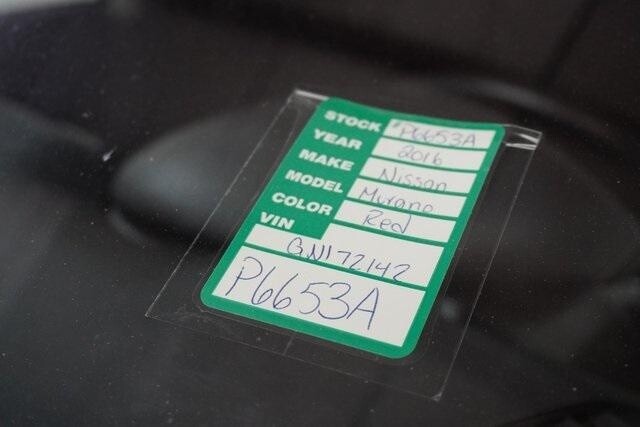 STOCK #P6653A
YEAR 2016
MAKE Nissan
MODEL Murano
COLOR Red
VIN
GN172142
P6653A